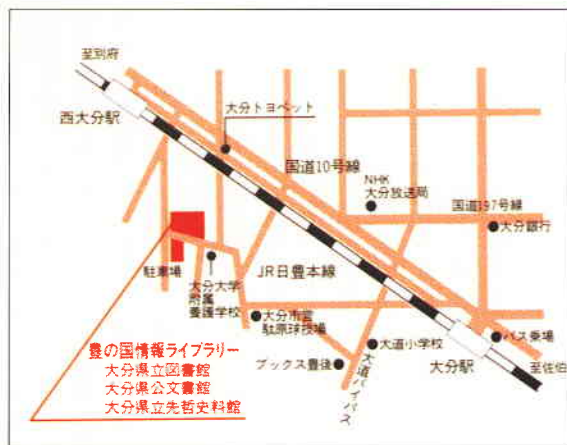 至別府
西大分駅
大分トヨペット
国道10号線
NHK
大分放送局
国道197号線
大分銀行
駐車場
大分大学
附属
養護学校
JR日豊本線
大分市営
駄原球技場
大道小学校
バス乗場
ブックス豊後
大道バイパス
大分駅
至佐伯
豊の国情報ライブラリー
大分県立図書館
大分県公文書館
大分県立先哲史料館